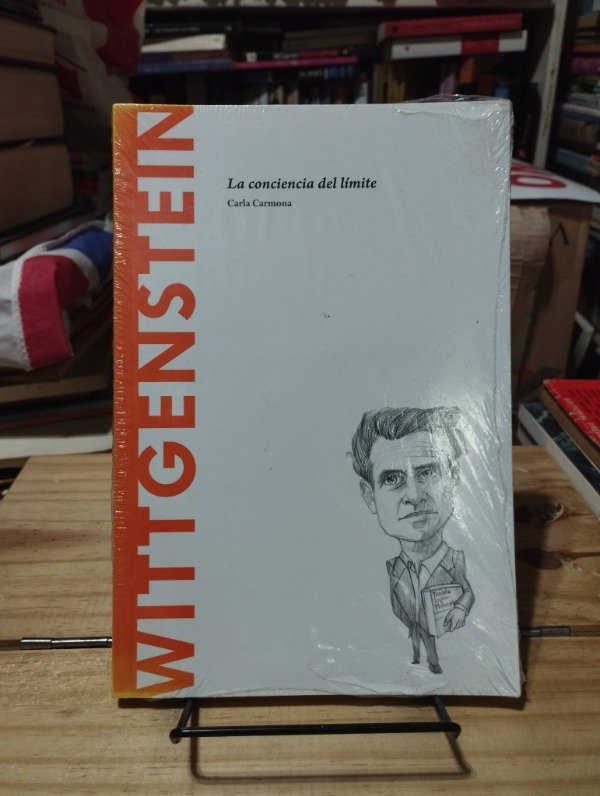 WITTGENSTEIN
La conciencia del límite
Carla Carmona